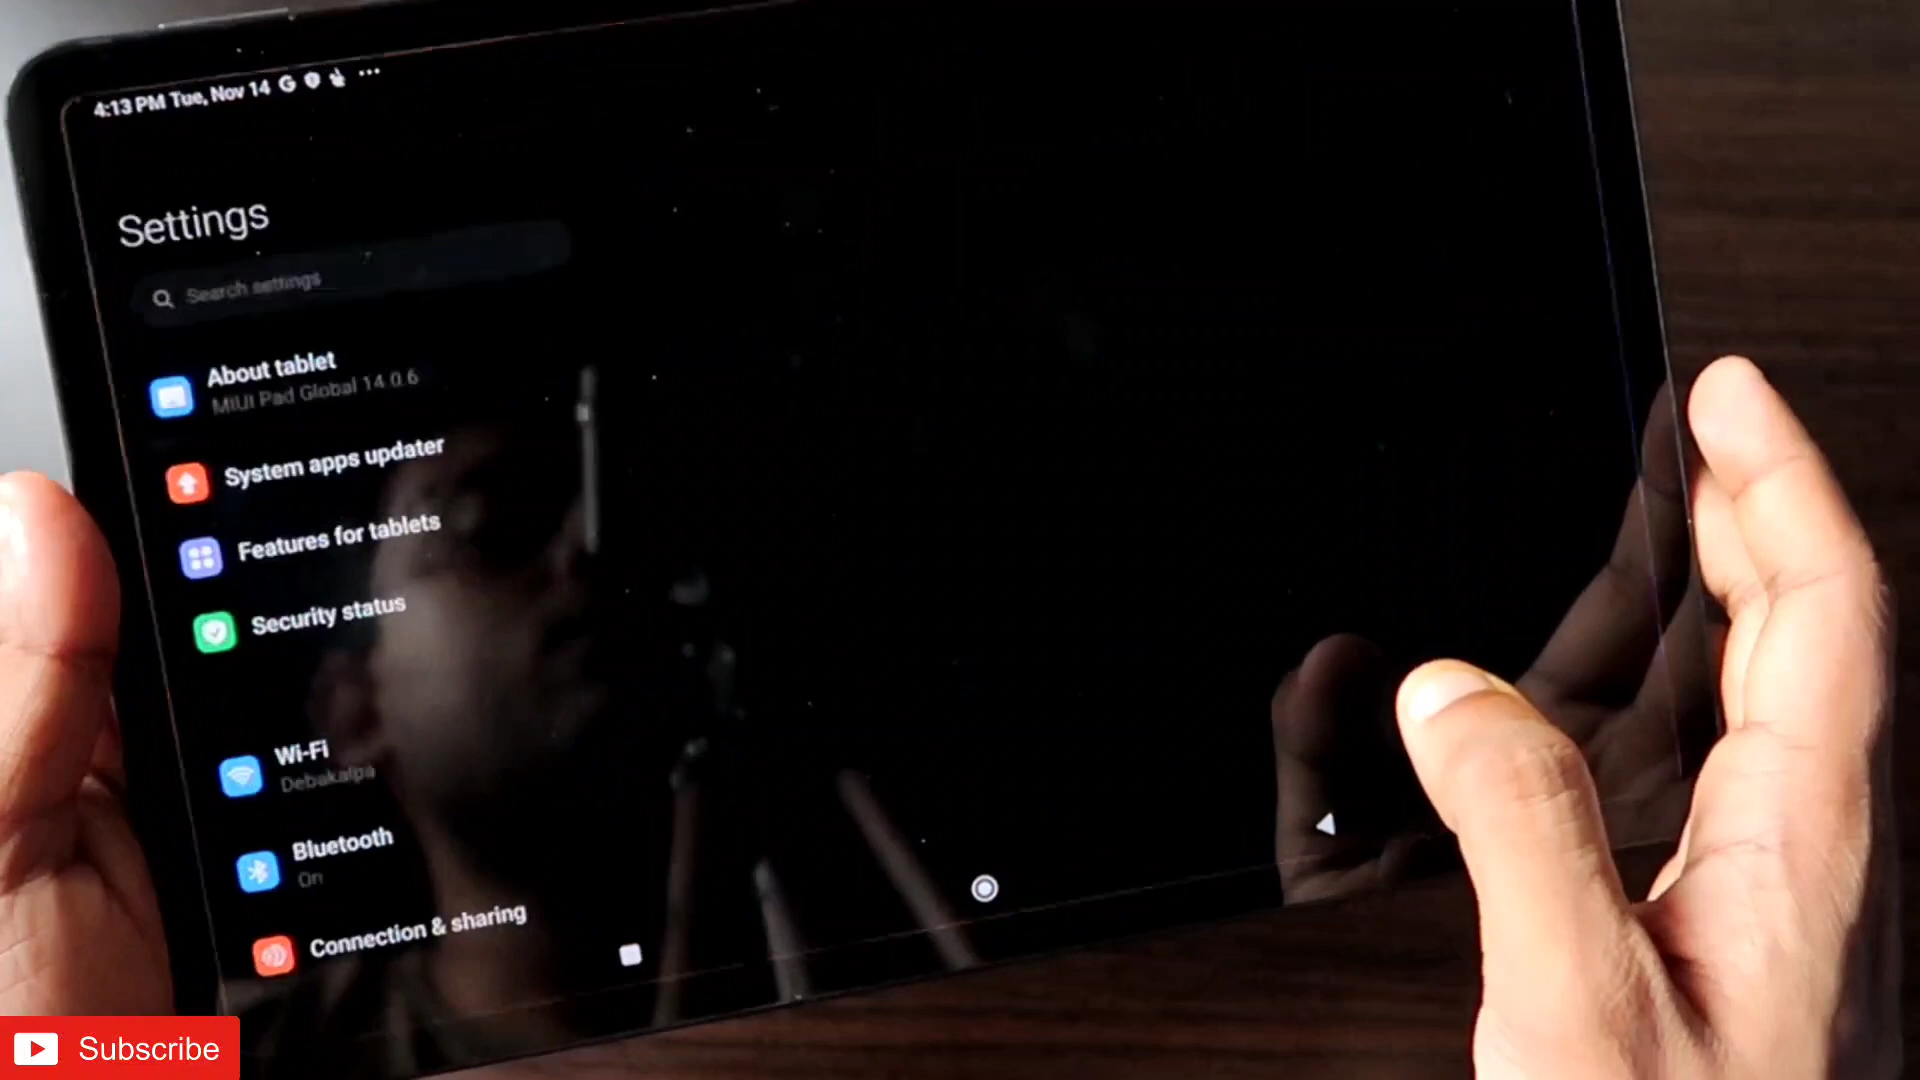 4:13 PM Tue, Nov 14 G
Settings
Search settings
About tablet
MIUI Pad Global 14.0.6
System apps updater
Features for tablets
Security status
Wi-Fi
Debakalpa
Bluetooth
On
Connection & sharing
Subscribe